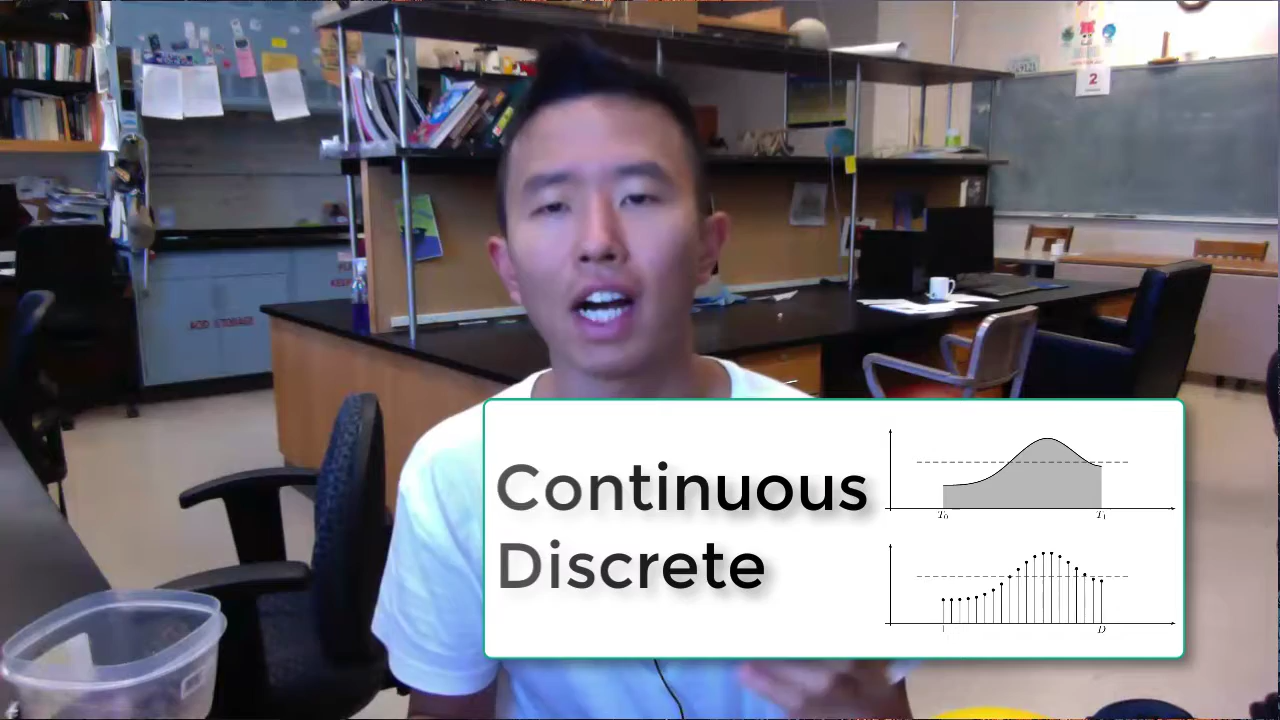 2
ACID STORAGE
Continuous
Discrete
T₀ T₁
1 D